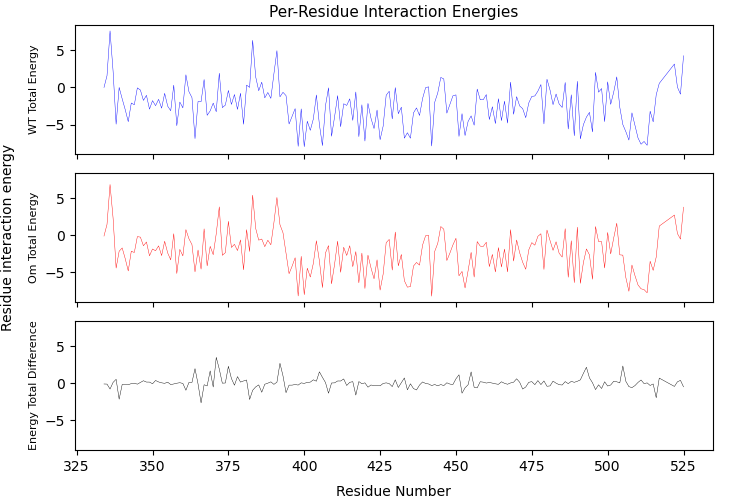 Per-Residue Interaction Energies
Residue interaction energy
WT Total Energy
5
0
−5
Om Total Energy
5
0
−5
Energy Total Difference
5
0
−5
325 350 375 400 425 450 475 500 525
Residue Number